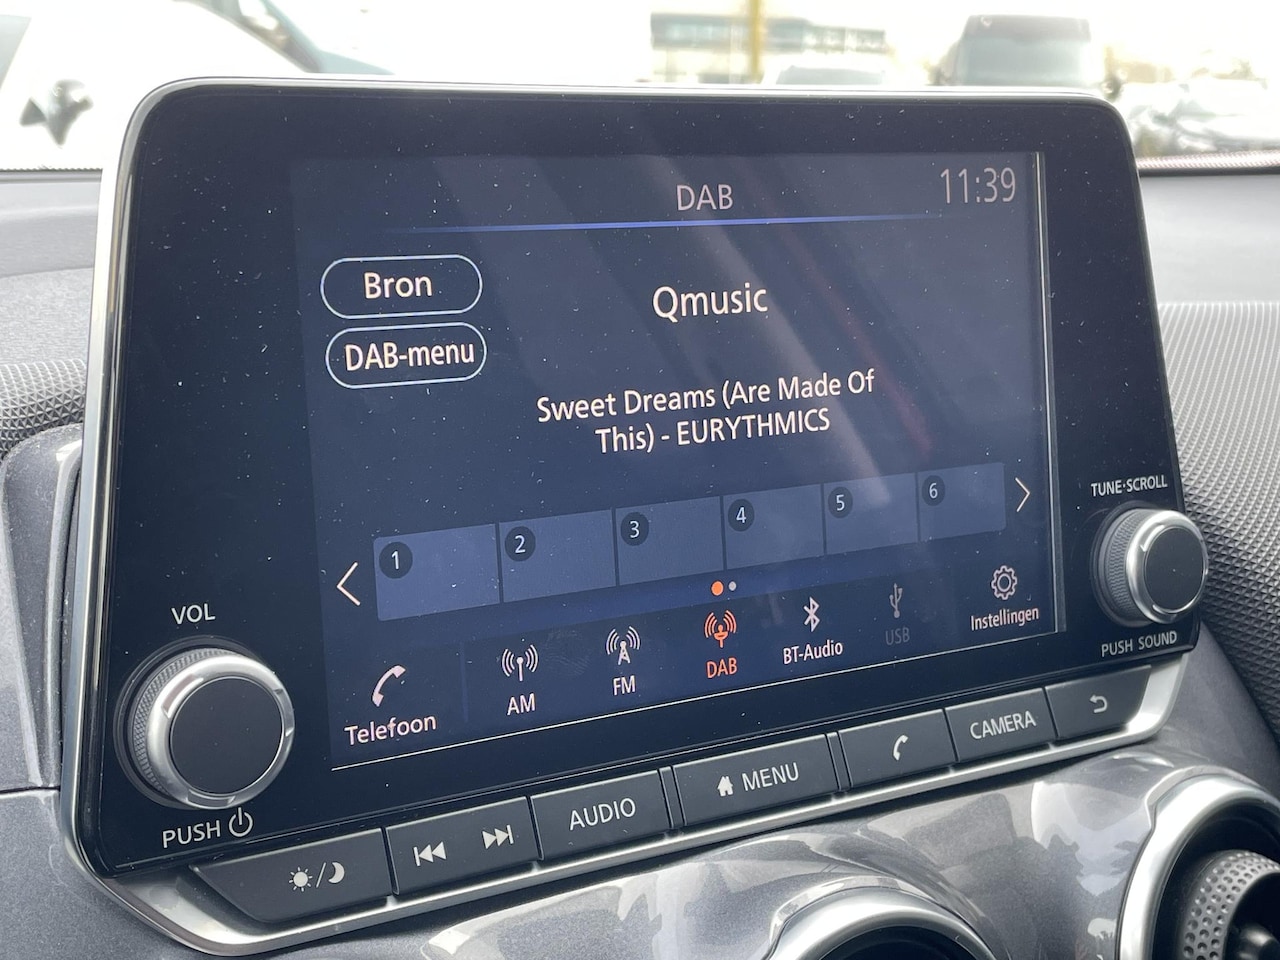 DAB
11:39
Bron
Qmusic
DAB-menu
Sweet Dreams (Are Made Of
This) - EURYTHMICS
1
2
3
4
5
6
TUNE·SCROLL
VOL
Telefoon
AM
FM
DAB
BT-Audio
USB
Instellingen
PUSH SOUND
PUSH
AUDIO
MENU
CAMERA